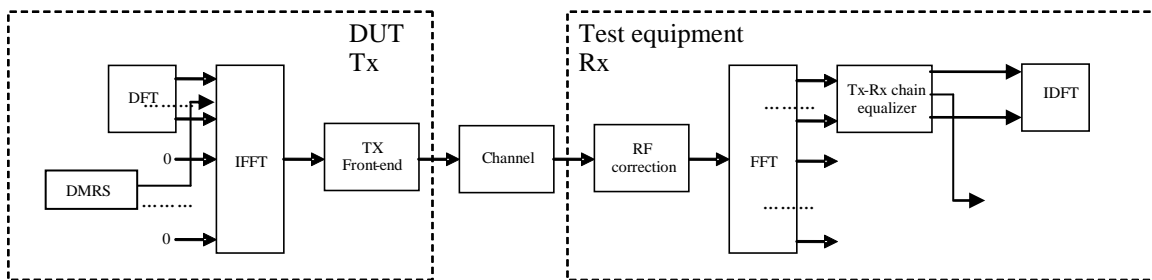 DUT
Tx
Test equipment
Rx
DFT
.........
0
DMRS
.........
0
IFFT
TX
Front-end
Channel
RF
correction
FFT
.........
.........
Tx-Rx chain
equalizer
IDFT